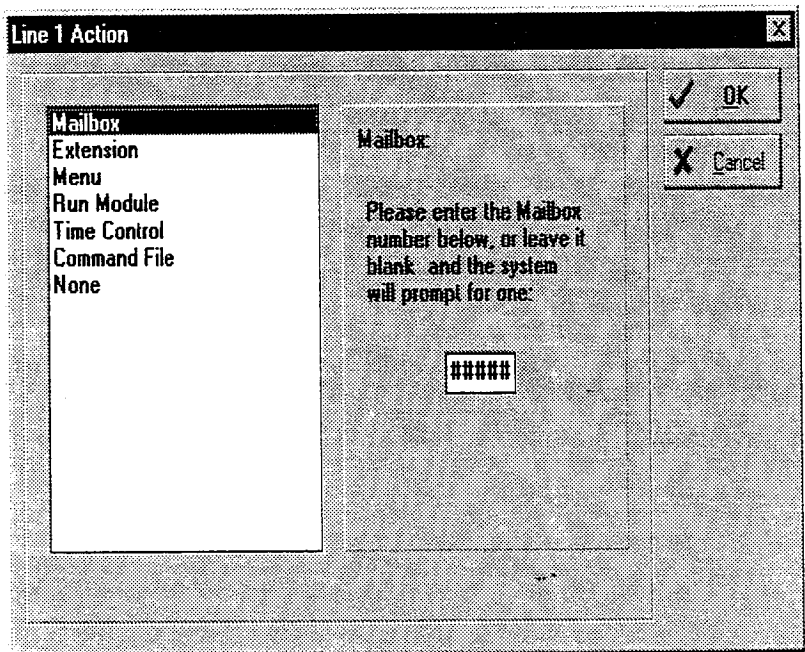 Line 1 Action
Mailbox
Extension
Menu
Run Module
Time Control
Command File
None
Mailbox:
Please enter the Mailbox
number below, or leave it
blank and the system
will prompt for one:
#####
OK
Cancel